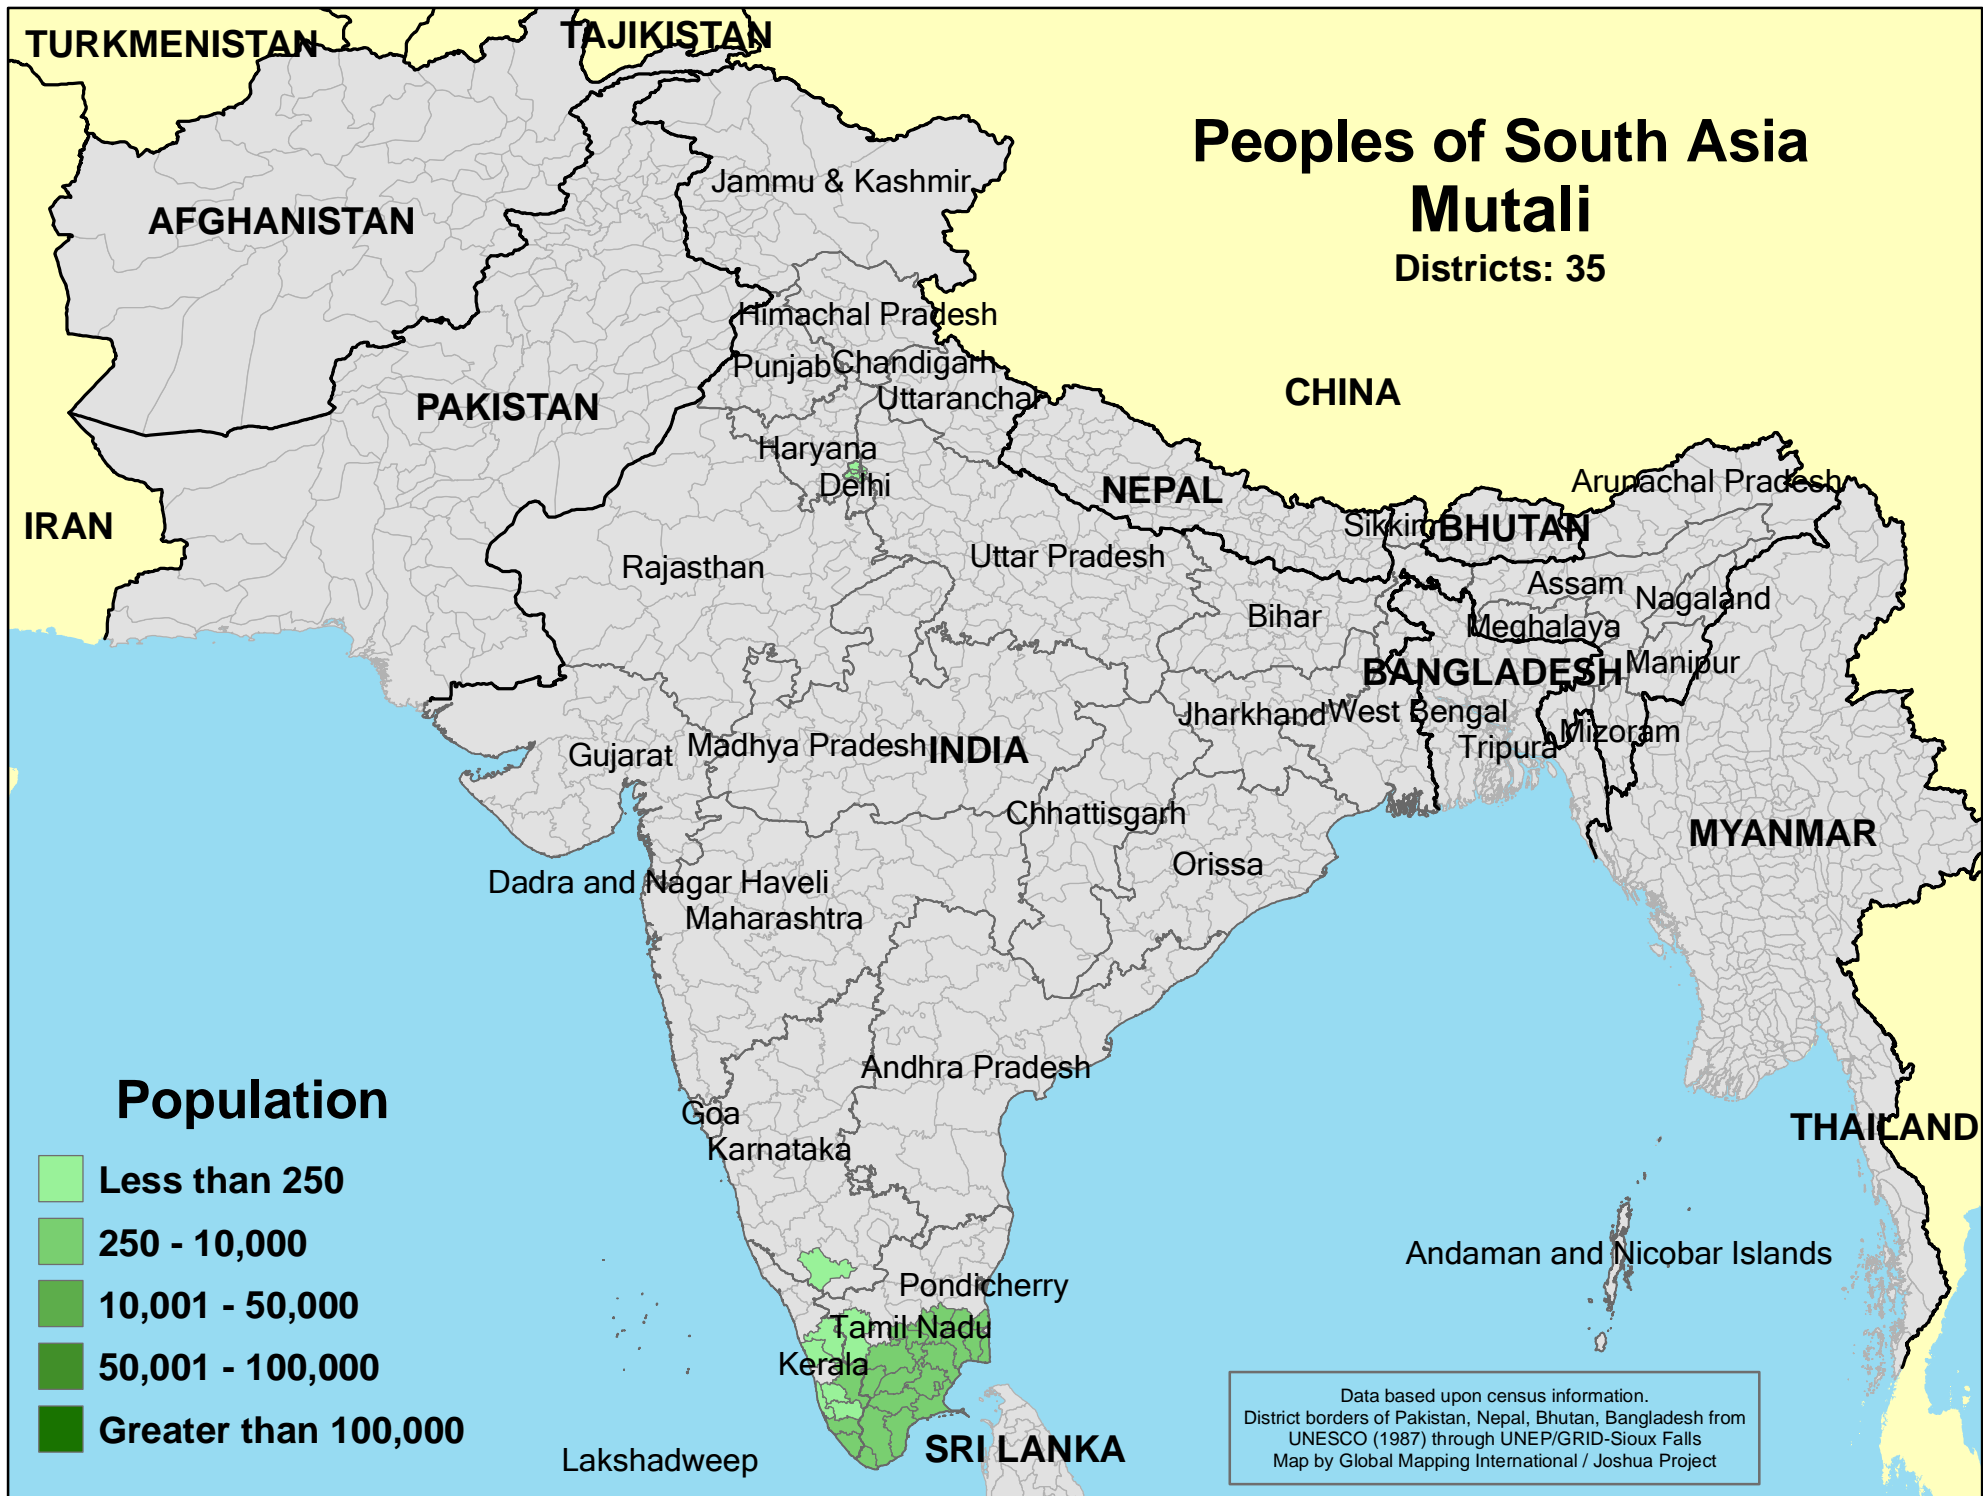 TURKMENISTAN
TAJIKISTAN
Peoples of South Asia
Mutali
Districts: 35
Jammu & Kashmir
AFGHANISTAN
Himachal Pradesh
Punjab
Chandigarh
Uttaranchal
CHINA
PAKISTAN
Haryana
Delhi
NEPAL
Arunachal Pradesh
IRAN
Sikkim
BHUTAN
Rajasthan
Uttar Pradesh
Assam
Nagaland
Bihar
Meghalaya
BANGLADESH
Manipur
Jharkhand
West Bengal
Mizoram
Tripura
Gujarat
Madhya Pradesh
INDIA
Chhattisgarh
MYANMAR
Orissa
Dadra and Nagar Haveli
Maharashtra
Andhra Pradesh
Goa
Karnataka
THAILAND
Andaman and Nicobar Islands
Pondicherry
Tamil Nadu
Kerala
SRI LANKA
Lakshadweep
Population
Less than 250
250 - 10,000
10,001 - 50,000
50,001 - 100,000
Greater than 100,000
Data based upon census information.
District borders of Pakistan, Nepal, Bhutan, Bangladesh from
UNESCO (1987) through UNEP/GRID-Sioux Falls
Map by Global Mapping International / Joshua Project